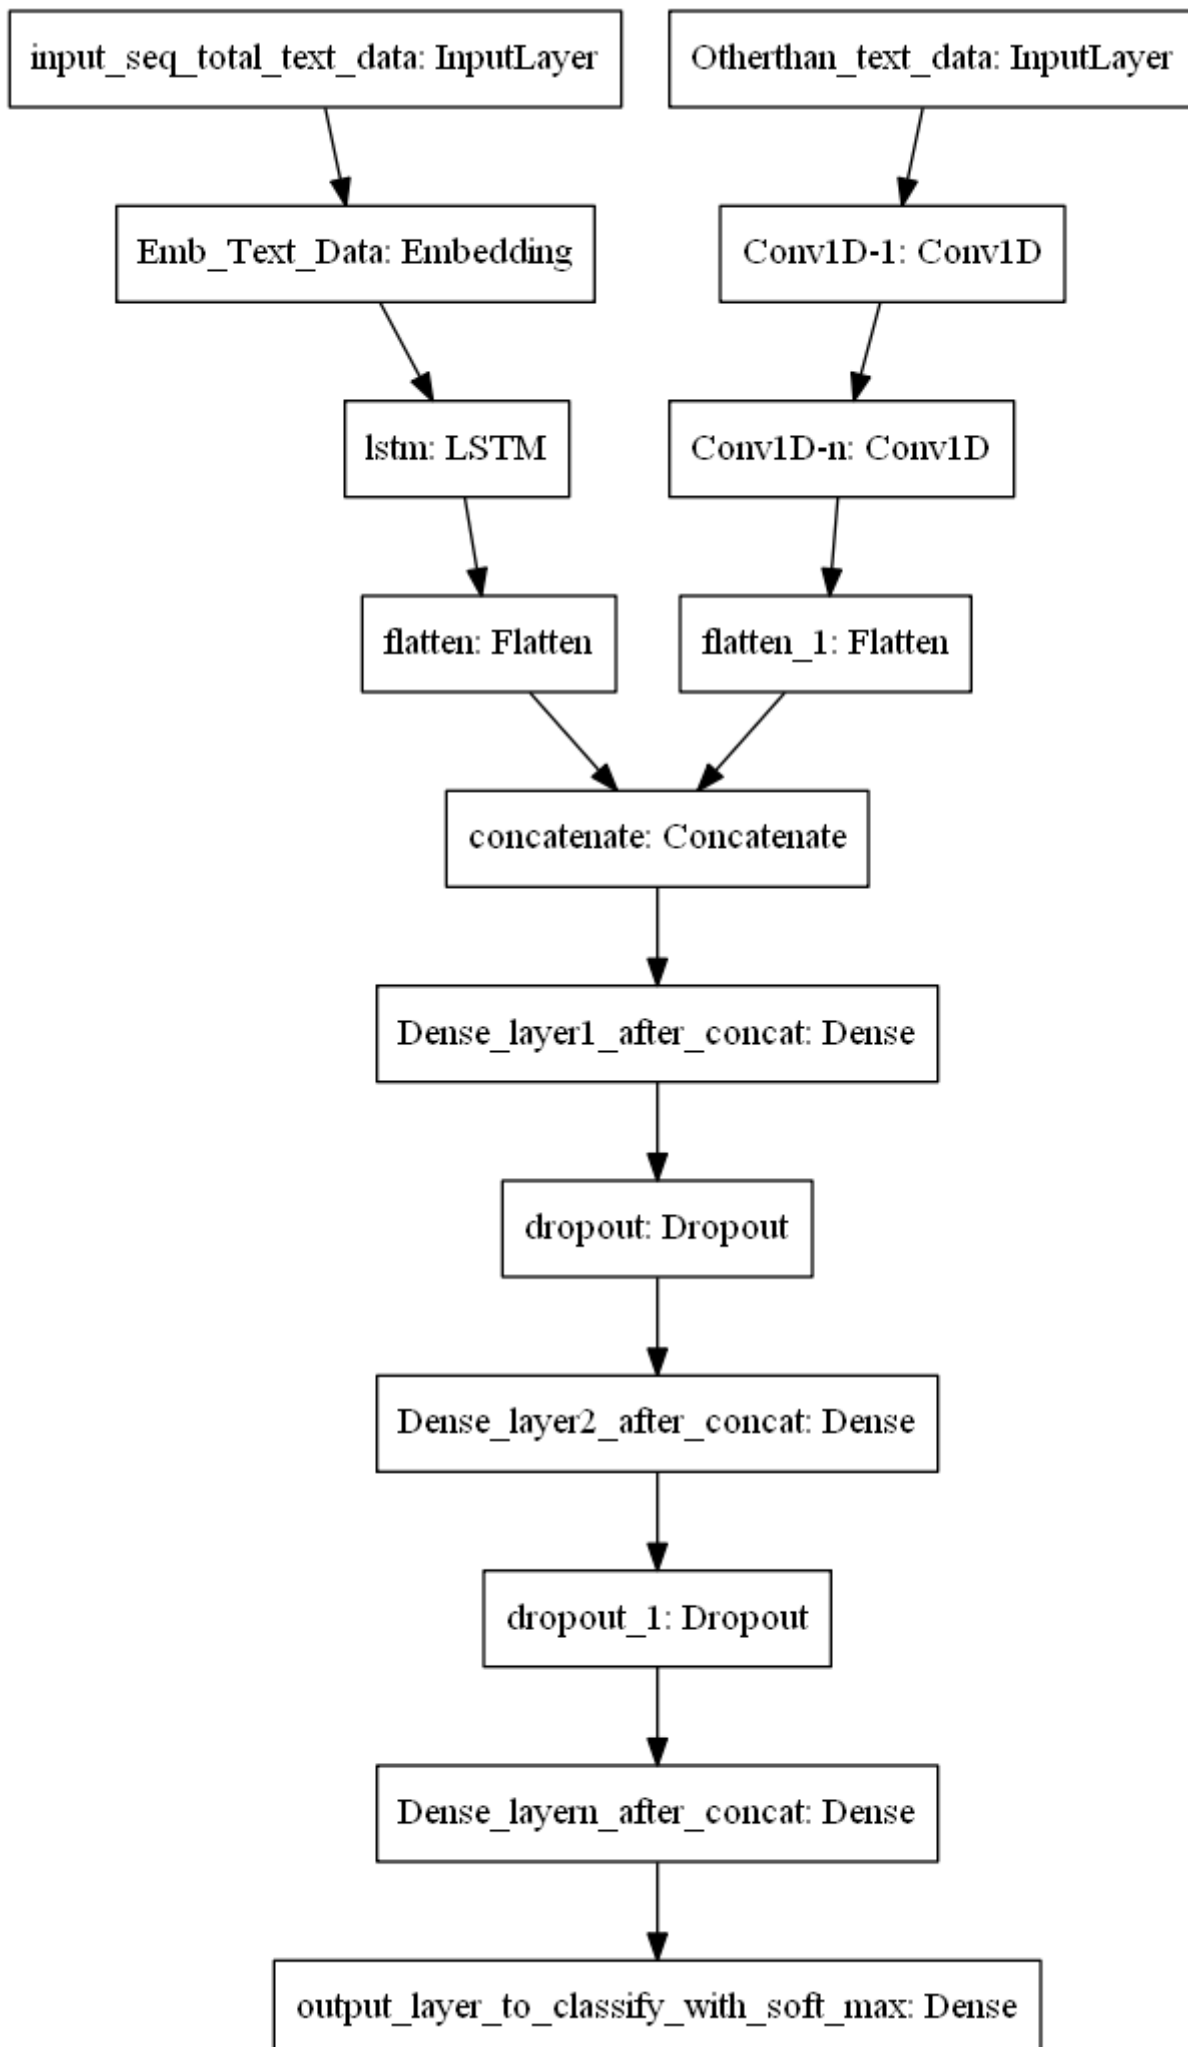 input_seq_total_text_data: InputLayer
Otherthan_text_data: InputLayer
Emb_Text_Data: Embedding
Conv1D-1: Conv1D
lstm: LSTM
Conv1D-n: Conv1D
flatten: Flatten
flatten_1: Flatten
concatenate: Concatenate
Dense_layer1_after_concat: Dense
dropout: Dropout
Dense_layer2_after_concat: Dense
dropout_1: Dropout
Dense_layern_after_concat: Dense
output_layer_to_classify_with_soft_max: Dense